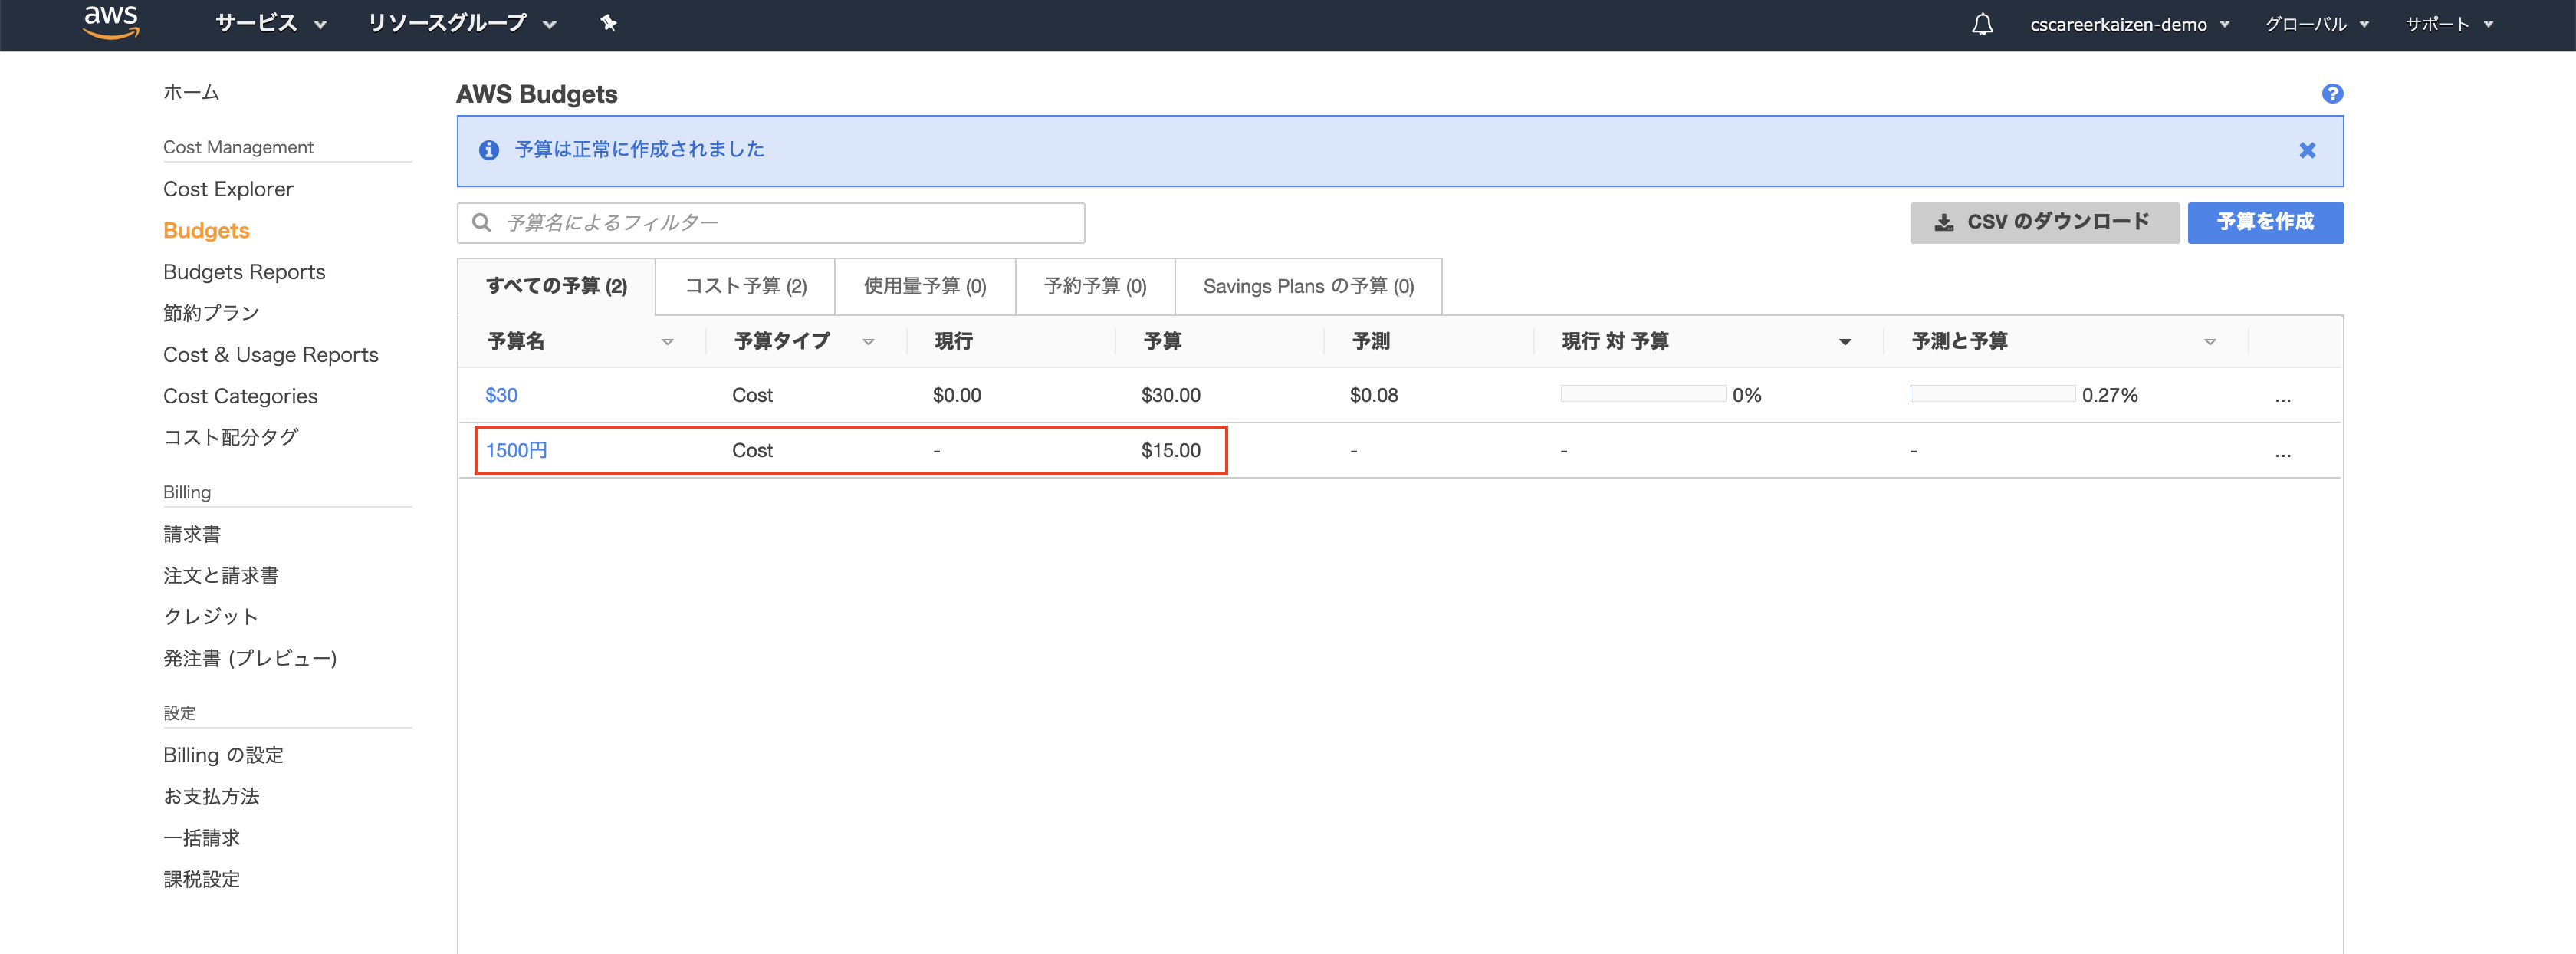 aws サービス リソースグループ cscareerkaizen-demo グローバル サポート
ホーム
Cost Management
Cost Explorer
Budgets
Budgets Reports
節約プラン
Cost & Usage Reports
Cost Categories
コスト配分タグ
Billing
請求書
注文と請求書
クレジット
発注書 (プレビュー)
設定
Billing の設定
お支払方法
一括請求
課税設定
AWS Budgets ?
予算は正常に作成されました
予算名によるフィルター CSV のダウンロード 予算を作成
すべての予算 (2) コスト予算 (2) 使用量予算 (0) 予約予算 (0) Savings Plans の予算 (0)
予算名 予算タイプ 現行 予算 予測 現行 対 予算 予測と予算
$30 Cost $0.00 $30.00 $0.08 0% 0.27% ...
1500円 Cost - $15.00 - - - ...